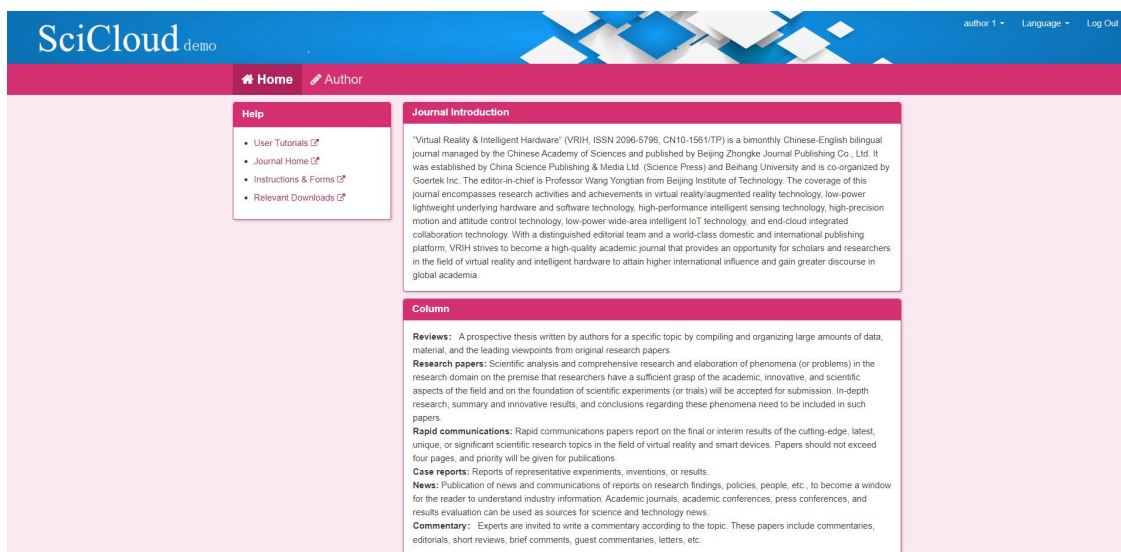 SciCloud demo
author 1 Language Log Out
Home Author
Help
User Tutorials
Journal Home
Instructions & Forms
Relevant Downloads
Journal Introduction
"Virtual Reality & Intelligent Hardware" (VRIH, ISSN 2096-5796, CN10-1561/TP) is a bimonthly Chinese-English bilingual
journal managed by the Chinese Academy of Sciences and published by Beijing Zhongke Journal Publishing Co., Ltd. It
was established by China Science Publishing & Media Ltd. (Science Press) and Beihang University and is co-organized by
Goertek Inc. The editor-in-chief is Professor Wang Yongtian from Beijing Institute of Technology. The coverage of this
journal encompasses research activities and achievements in virtual reality/augmented reality technology, low-power
lightweight underlying hardware and software technology, high-performance intelligent sensing technology, high-precision
motion and attitude control technology, low-power wide-area intelligent IoT technology, and end-cloud integrated
collaboration technology. With a distinguished editorial team and a world-class domestic and international publishing
platform, VRIH strives to become a high-quality academic journal that provides an opportunity for scholars and researchers
in the field of virtual reality and intelligent hardware to attain higher international influence and gain greater discourse in
global academia.
Column
Reviews: A prospective thesis written by authors for a specific topic by compiling and organizing large amounts of data,
material, and the leading viewpoints from original research papers.
Research papers: Scientific analysis and comprehensive research and elaboration of phenomena (or problems) in the
research domain on the premise that researchers have a sufficient grasp of the academic, innovative, and scientific
aspects of the field and on the foundation of scientific experiments (or trials) will be accepted for submission. In-depth
research, summary and innovative results, and conclusions regarding these phenomena need to be included in such
papers.
Rapid communications: Rapid communications papers report on the final or interim results of the cutting-edge, latest,
unique, or significant scientific research topics in the field of virtual reality and smart devices. Papers should not exceed
four pages, and priority will be given for publications.
Case reports: Reports of representative experiments, inventions, or results.
News: Publication of news and communications of reports on research findings, policies, people, etc., to become a window
for the reader to understand industry information. Academic journals, academic conferences, press conferences, and
results evaluation can be used as sources for science and technology news.
Commentary: Experts are invited to write a commentary according to the topic. These papers include commentaries,
editorials, short reviews, brief comments, guest commentaries, letters, etc.